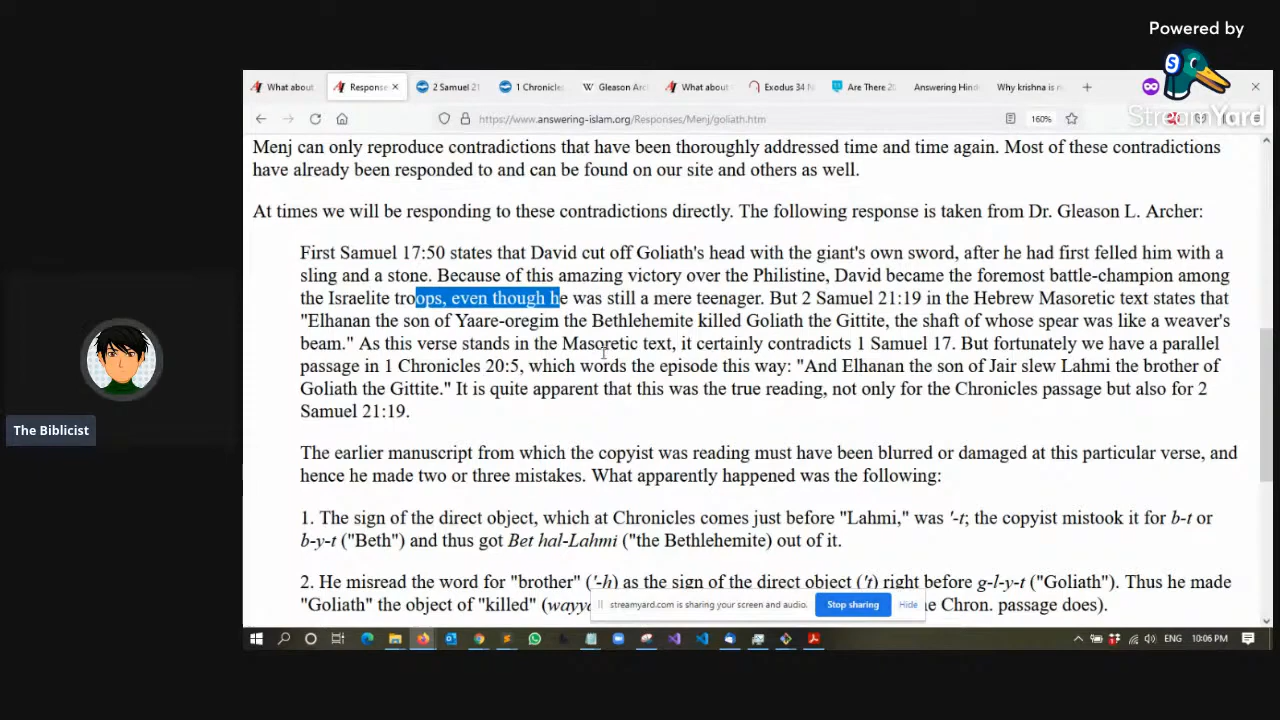 Powered by
StreamYard
What about
Response
2 Samuel 21
1 Chronicles
Gleason Arc
What about
Exodus 34 N
Are There 2
Answering Hind
Why krishna is n
https://www.answering-islam.org/Responses/Menj/goliath.htm
160%
Menj can only reproduce contradictions that have been thoroughly addressed time and time again. Most of these contradictions
have already been responded to and can be found on our site and others as well.
At times we will be responding to these contradictions directly. The following response is taken from Dr. Gleason L. Archer:
First Samuel 17:50 states that David cut off Goliath's head with the giant's own sword, after he had first felled him with a
sling and a stone. Because of this amazing victory over the Philistine, David became the foremost battle-champion among
the Israelite troops, even though he was still a mere teenager. But 2 Samuel 21:19 in the Hebrew Masoretic text states that
"Elhanan the son of Yaare-oregim the Bethlehemite killed Goliath the Gittite, the shaft of whose spear was like a weaver's
beam." As this verse stands in the Masoretic text, it certainly contradicts 1 Samuel 17. But fortunately we have a parallel
passage in 1 Chronicles 20:5, which words the episode this way: "And Elhanan the son of Jair slew Lahmi the brother of
Goliath the Gittite." It is quite apparent that this was the true reading, not only for the Chronicles passage but also for 2
Samuel 21:19.
The earlier manuscript from which the copyist was reading must have been blurred or damaged at this particular verse, and
hence he made two or three mistakes. What apparently happened was the following:
1. The sign of the direct object, which at Chronicles comes just before "Lahmi," was '-t; the copyist mistook it for b-t or
b-y-t ("Beth") and thus got Bet hal-Lahmi ("the Bethlehemite) out of it.
2. He misread the word for "brother" ('-h) as the sign of the direct object ('t) right before g-l-y-t ("Goliath"). Thus he made
"Goliath" the object of "killed" (wayy
e Chron. passage does).
streamyard.com is sharing your screen and audio.
Stop sharing
Hide
The Biblicist
ENG
10:06 PM